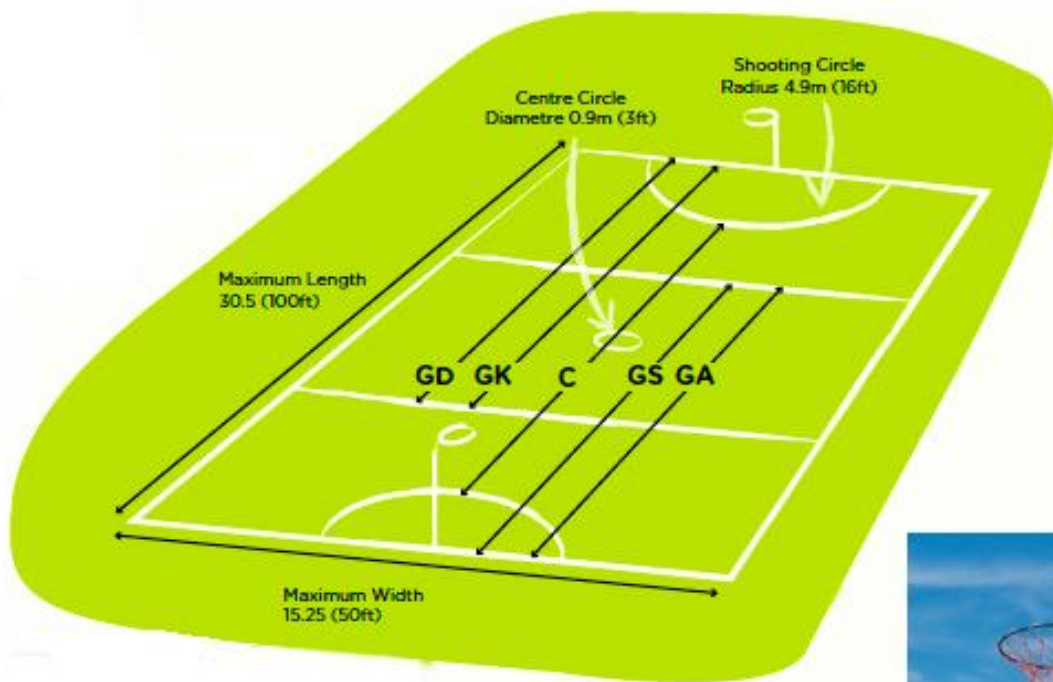 Shooting Circle
Radius 4.9m (16ft)
Centre Circle
Diametre 0.9m (3ft)
Maximum Length
30.5 (100ft)
GD GK C GS GA
Maximum Width
15.25 (50ft)